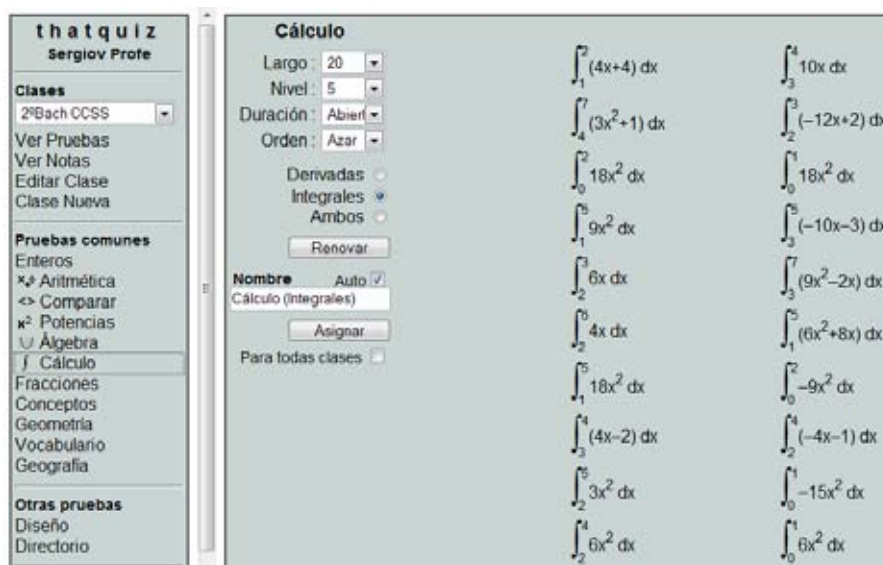 thatquiz
Sergiov Profe
Clases
2ºBach CCSS
Ver Pruebas
Ver Notas
Editar Clase
Clase Nueva
Pruebas comunes
Enteros
Aritmética
<> Comparar
x² Potencias
∪ Álgebra
∫ Cálculo
Fracciones
Conceptos
Geometría
Vocabulario
Geografía
Otras pruebas
Diseño
Directorio
Cálculo
Largo : 20
Nivel : 5
Duración : Abiert
Orden : Azar
Derivadas
Integrales
Ambos
Renovar
Nombre Auto
Cálculo (Integrales)
Asignar
Para todas clases
∫₁² (4x+4) dx ∫₃⁴ 10x dx
∫₄⁷ (3x²+1) dx ∫₂³ (−12x+2) dx
∫₀² 18x² dx ∫₀¹ 18x² dx
∫₁⁵ 9x² dx ∫₃⁵ (−10x−3) dx
∫₂³ 6x dx ∫₃⁷ (9x²−2x) dx
∫₂⁶ 4x dx ∫₁⁵ (6x²+8x) dx
∫₁⁵ 18x² dx ∫₀² −9x² dx
∫₃⁴ (4x−2) dx ∫₂⁴ (−4x−1) dx
∫₂⁵ 3x² dx ∫₀¹ −15x² dx
∫₂⁴ 6x² dx ∫₀¹ 6x² dx